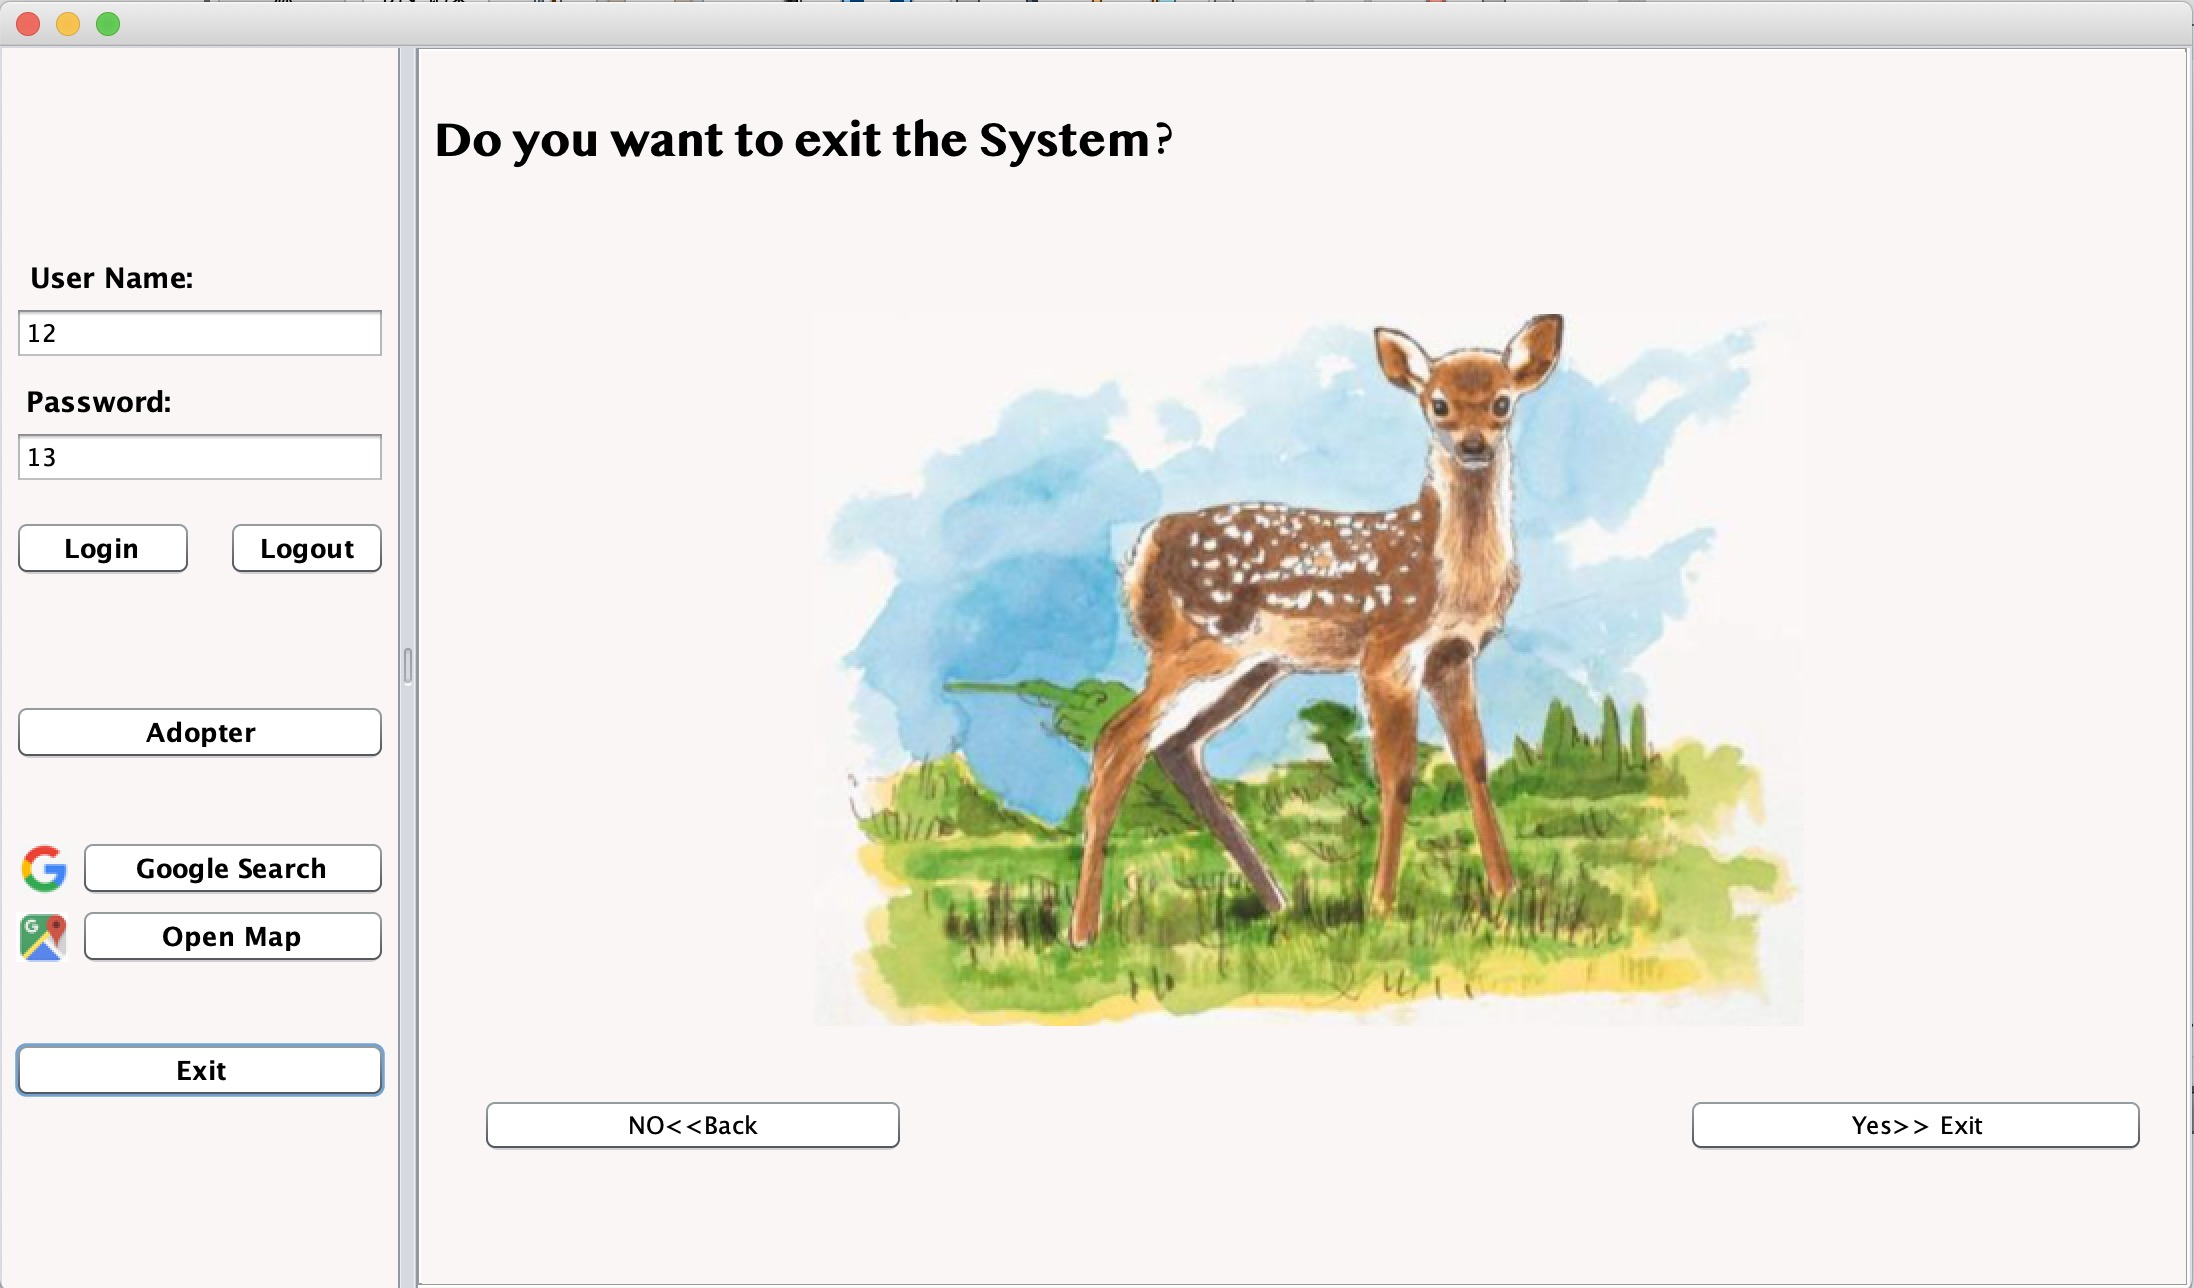 Do you want to exit the System?
User Name:
12
Password:
13
Login
Logout
Adopter
Google Search
G
Open Map
Exit
NO<<Back
Yes>> Exit